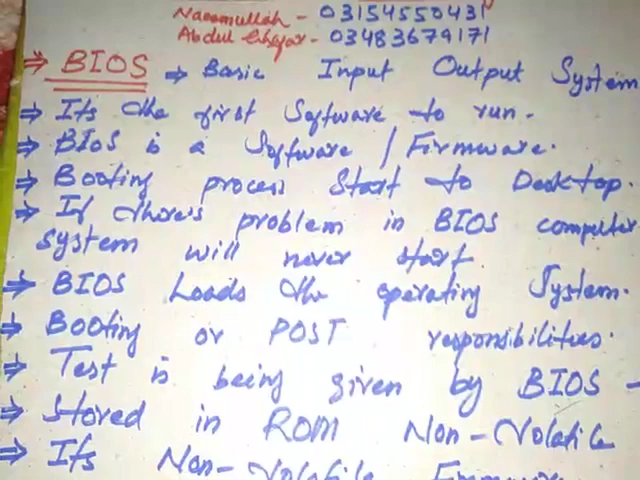 Naeemullah - 03154550431
Abdul Ghafar - 03483679171
⇒ BIOS ⇒ Basic Input Output System
⇒ Its the first Software to run.
⇒ BIOS is a Software / Firmware.
⇒ Booting process Start to Desktop.
⇒ If there's problem in BIOS computer
System will never start
⇒ BIOS Loads the operating System.
⇒ Booting or POST responsibilities.
⇒ Test is being given by BIOS -
⇒ Stored in ROM Non-Volatile
⇒ Its Non-Volatile Firmware